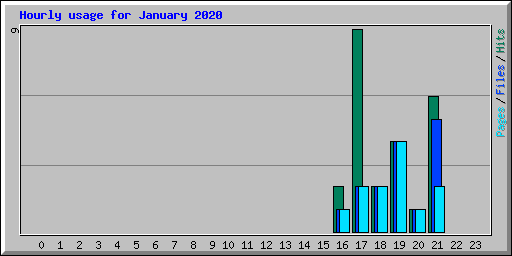 Hourly usage for January 2020
9
Pages/Files/Hits
0 1 2 3 4 5 6 7 8 9 10 11 12 13 14 15 16 17 18 19 20 21 22 23